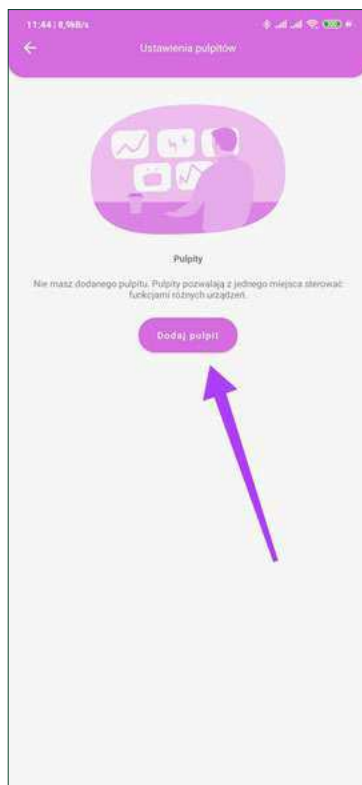 11:44 | 8,9kB/s
Ustawienia pulpitów
Pulpity
Nie masz dodanego pulpitu. Pulpity pozwalają z jednego miejsca sterować
funkcjami różnych urządzeń.
Dodaj pulpit